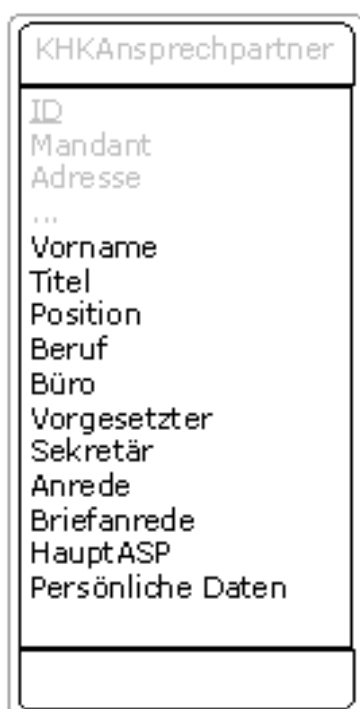 KHKAnsprechpartner
ID
Mandant
Adresse
...
Vorname
Titel
Position
Beruf
Büro
Vorgesetzter
Sekretär
Anrede
Briefanrede
HauptASP
Persönliche Daten